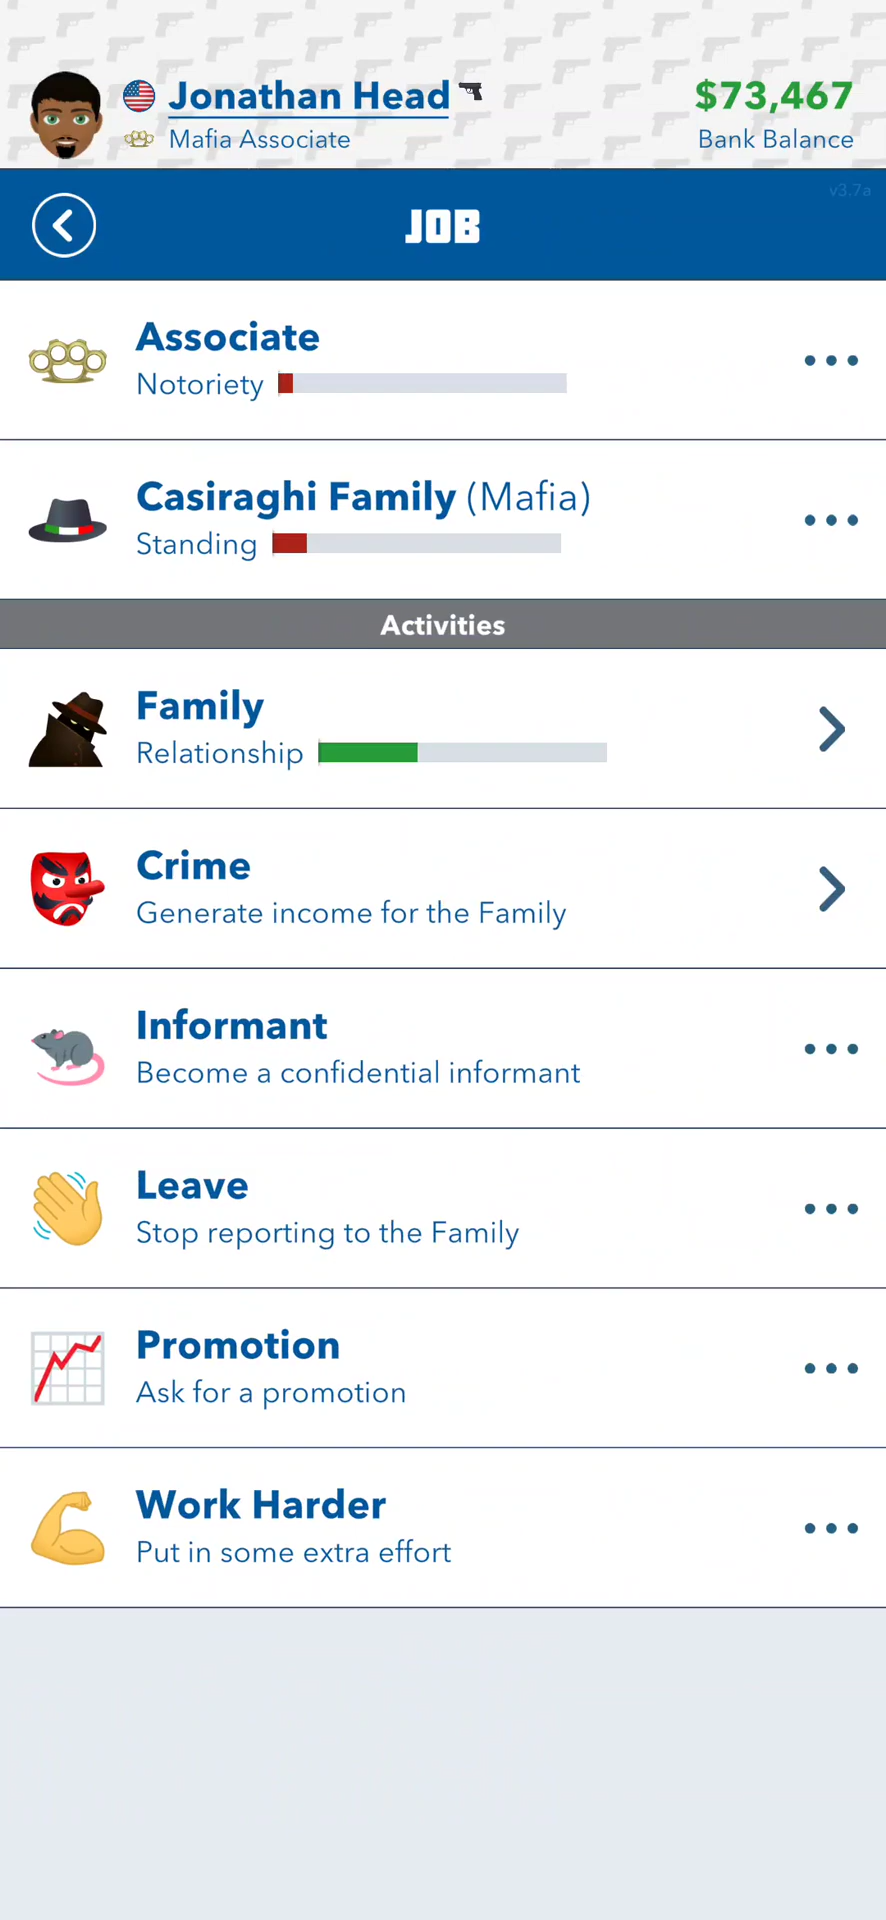 Jonathan Head
$73,467
Mafia Associate
Bank Balance
v3.7a
JOB
Associate
Notoriety
Casiraghi Family (Mafia)
Standing
Activities
Family
Relationship
Crime
Generate income for the Family
Informant
Become a confidential informant
Leave
Stop reporting to the Family
Promotion
Ask for a promotion
Work Harder
Put in some extra effort